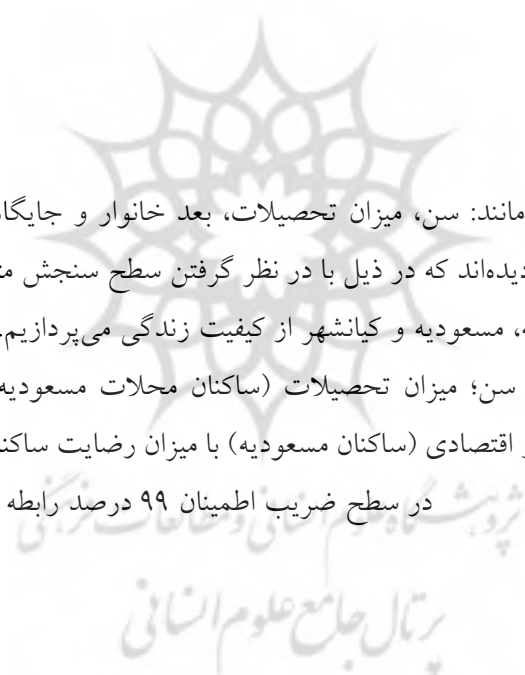 مانند: سن، میزان تحصیلات، بعد خانوار و جایگا
دیده‌اند که در ذیل با در نظر گرفتن سطح سنجش مت
، مسعودیه و کیانشهر از کیفیت زندگی می‌پردازیم.
سن؛ میزان تحصیلات (ساکنان محلات مسعودیه
ر اقتصادی (ساکنان مسعودیه) با میزان رضایت ساکن
در سطح ضریب اطمینان ۹۹ درصد رابطه
پژوهشگاه علوم انسانی و مطالعات فرهنگی
پرتال جامع علوم انسانی